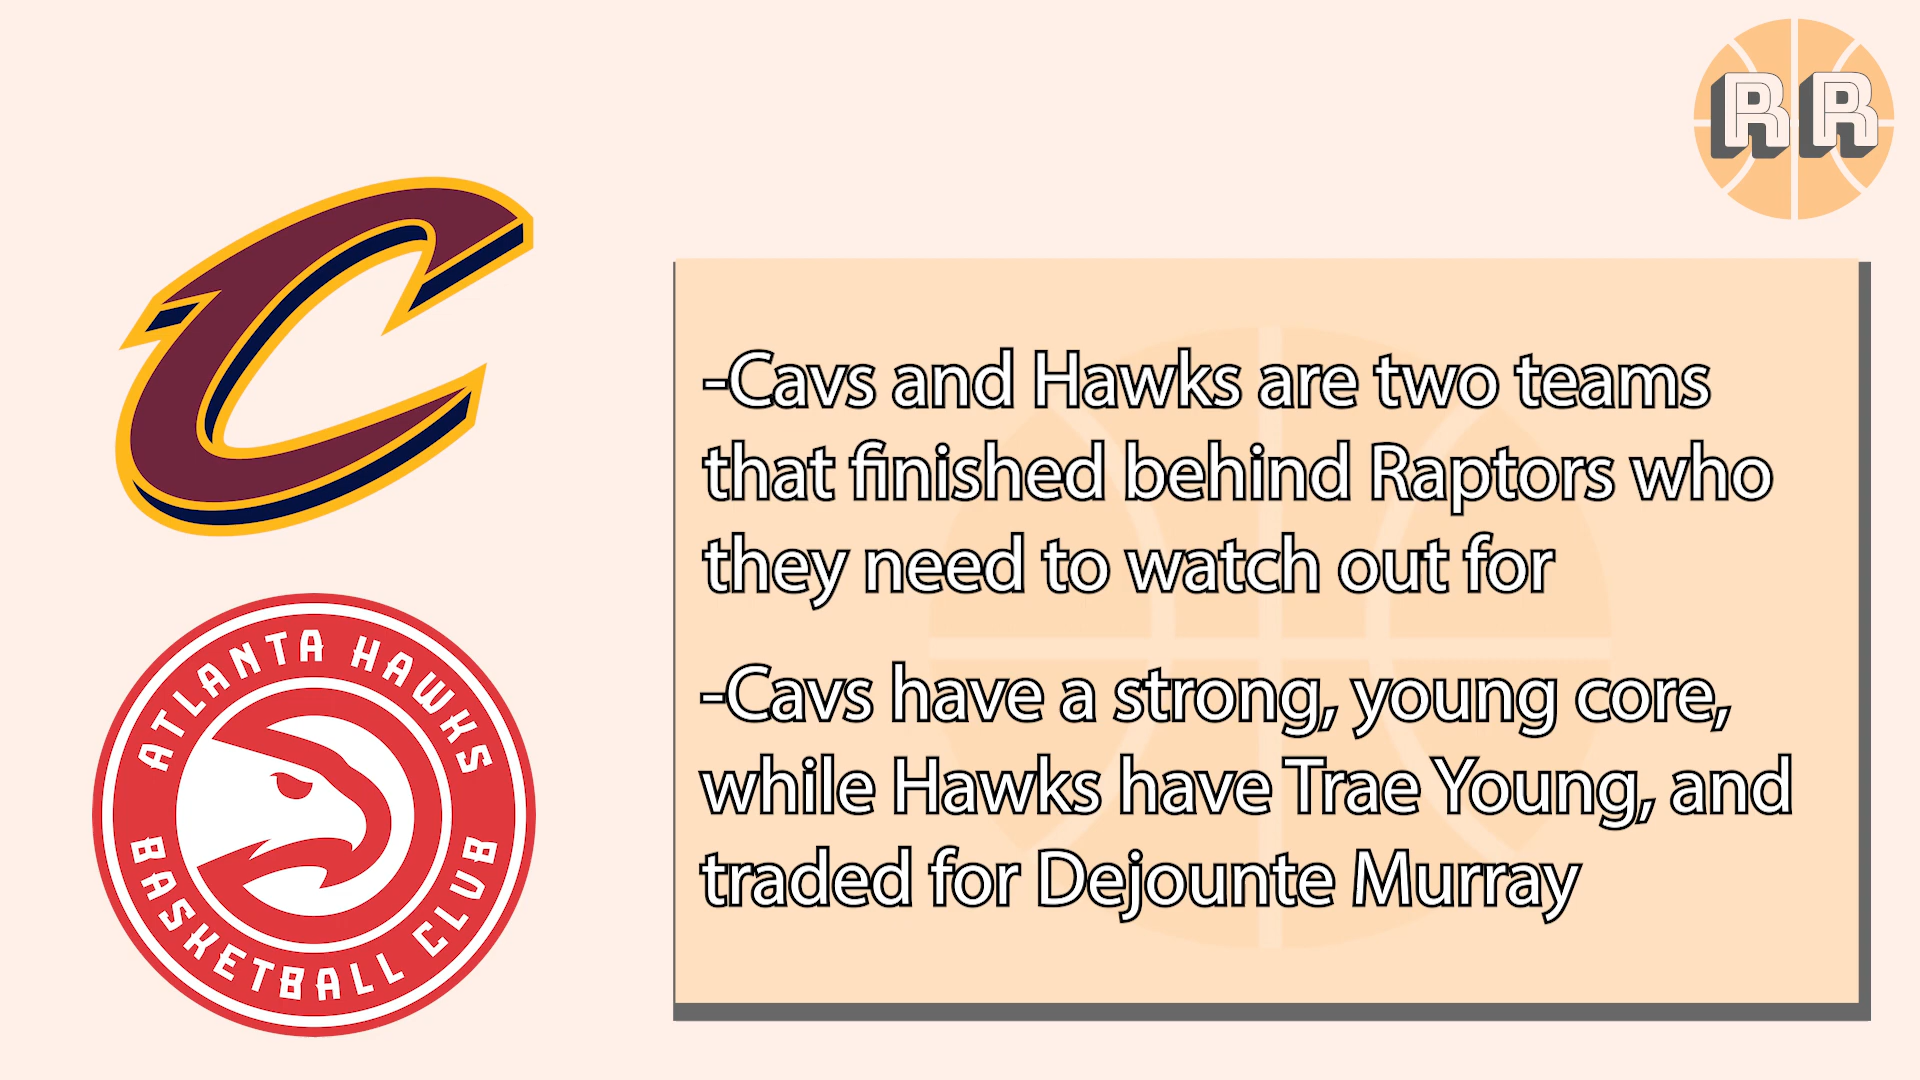 RR
-Cavs and Hawks are two teams
that finished behind Raptors who
they need to watch out for
-Cavs have a strong, young core,
while Hawks have Trae Young, and
traded for Dejounte Murray
C
ATLANTA HAWKS
BASKETBALL CLUB